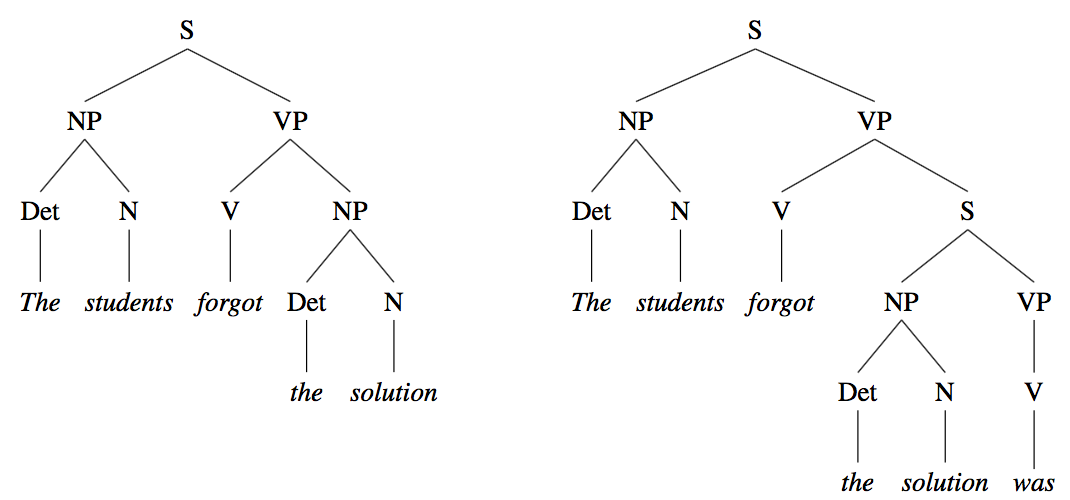 S
NP VP
Det N V NP
The students forgot Det N
the solution
S
NP VP
Det N V S
The students forgot NP VP
Det N V
the solution was